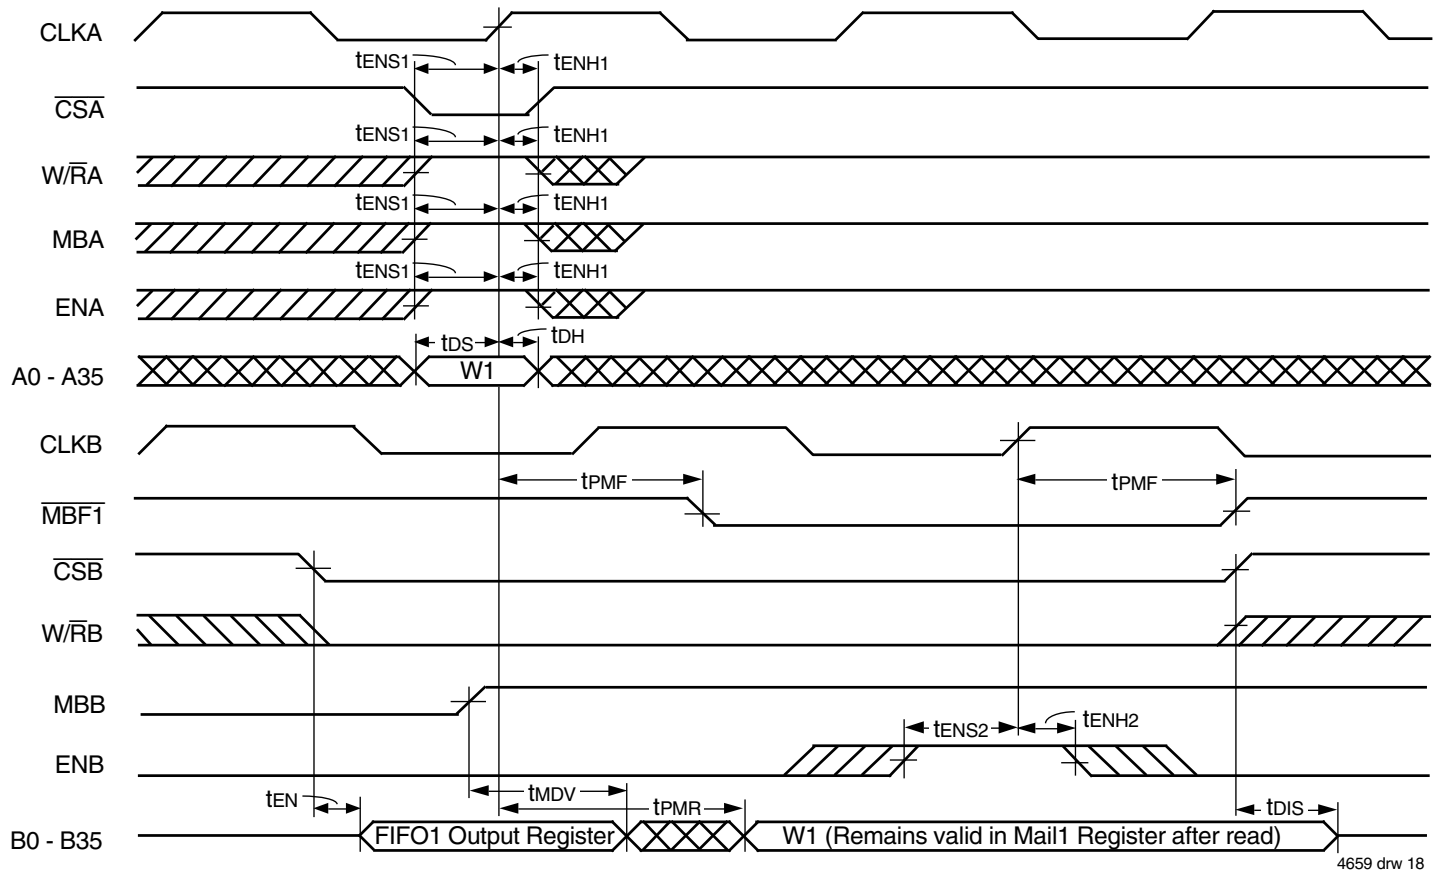 CLKA
tENS1 tENH1
CSA
tENS1 tENH1
W/RA
tENS1 tENH1
MBA
tENS1 tENH1
ENA
tDS tDH
A0 - A35 W1
CLKB
tPMF tPMF
MBF1
CSB
W/RB
MBB
tENS2 tENH2
ENB
tEN tMDV tPMR tDIS
B0 - B35 FIFO1 Output Register W1 (Remains valid in Mail1 Register after read)
4659 drw 18